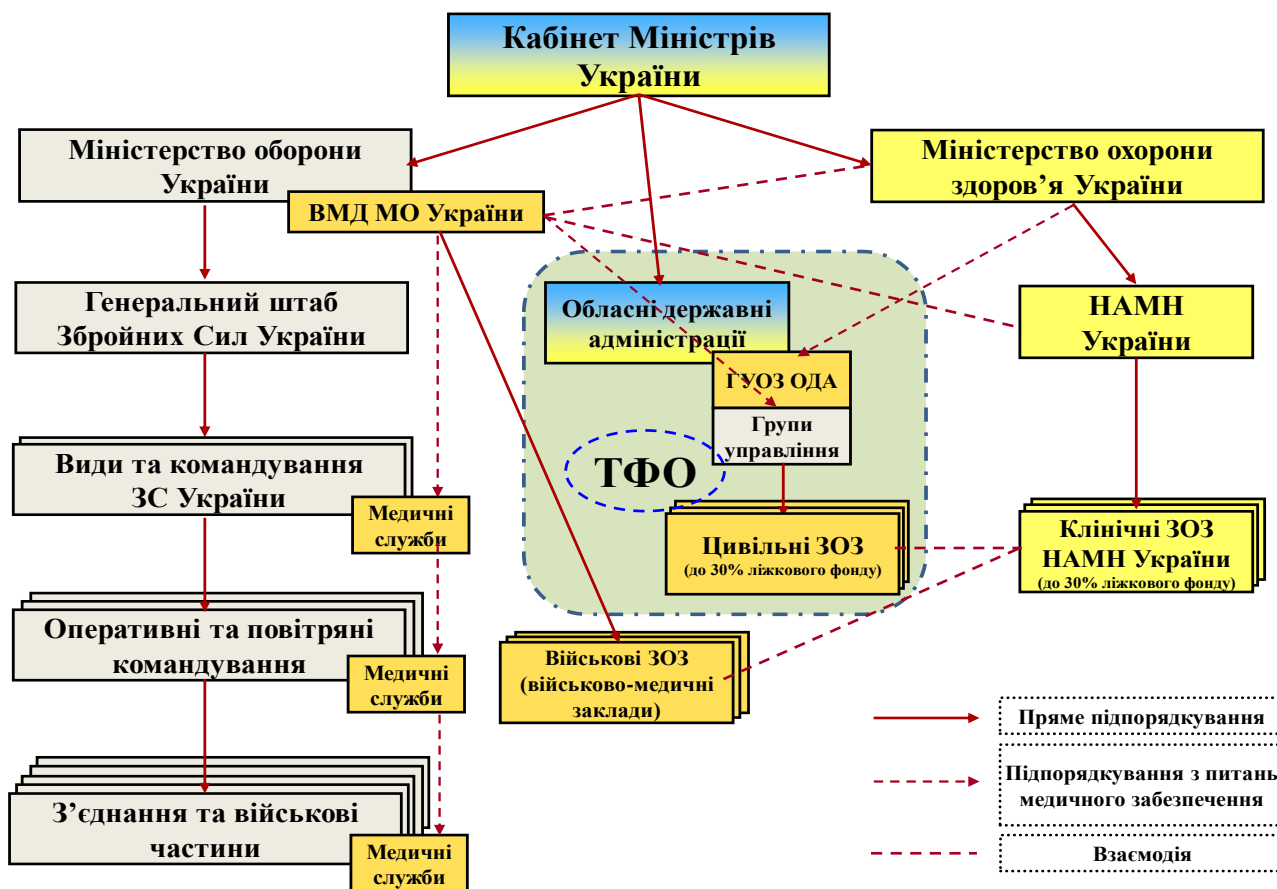 Кабінет Міністрів
України
Міністерство оборони
України
ВМД МО України
Міністерство охорони
здоров’я України
Генеральний штаб
Збройних Сил України
Обласні державні
адміністрації
НАМН
України
ГУОЗ ОДА
Групи
управління
ТФО
Види та командування
ЗС України
Медичні
служби
Цивільні ЗОЗ
(до 30% ліжкового фонду)
Клінічні ЗОЗ
НАМН України
(до 30% ліжкового фонду)
Оперативні та повітряні
командування
Медичні
служби
Військові ЗОЗ
(військово-медичні
заклади)
З’єднання та військові
частини
Медичні
служби
Пряме підпорядкування
Підпорядкування з питань
медичного забезпечення
Взаємодія